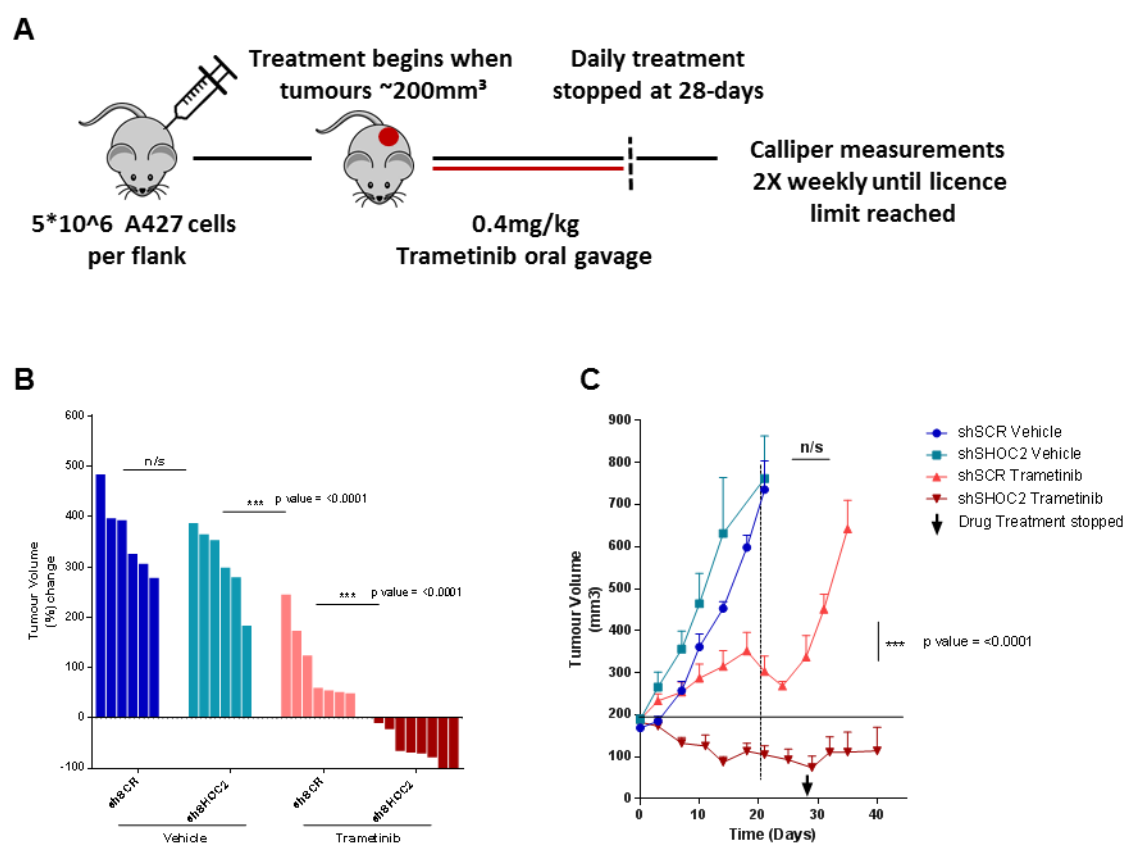 A
Treatment begins when
tumours ~200mm³
Daily treatment
stopped at 28-days
5*10^6 A427 cells
per flank
0.4mg/kg
Trametinib oral gavage
Calliper measurements
2X weekly until licence
limit reached
B
Tumour Volume
(%) change
600
500
400
300
200
100
0
-100
n/s
*** p value = <0.0001
*** p value = <0.0001
shSCR
shSHOC2
shSCR
shSHOC2
Vehicle
Trametinib
C
Tumour Volume
(mm3)
900
800
700
600
500
400
300
200
100
0
0 10 20 30 40
Time (Days)
n/s
*** p value = <0.0001
shSCR Vehicle
shSHOC2 Vehicle
shSCR Trametinib
shSHOC2 Trametinib
Drug Treatment stopped